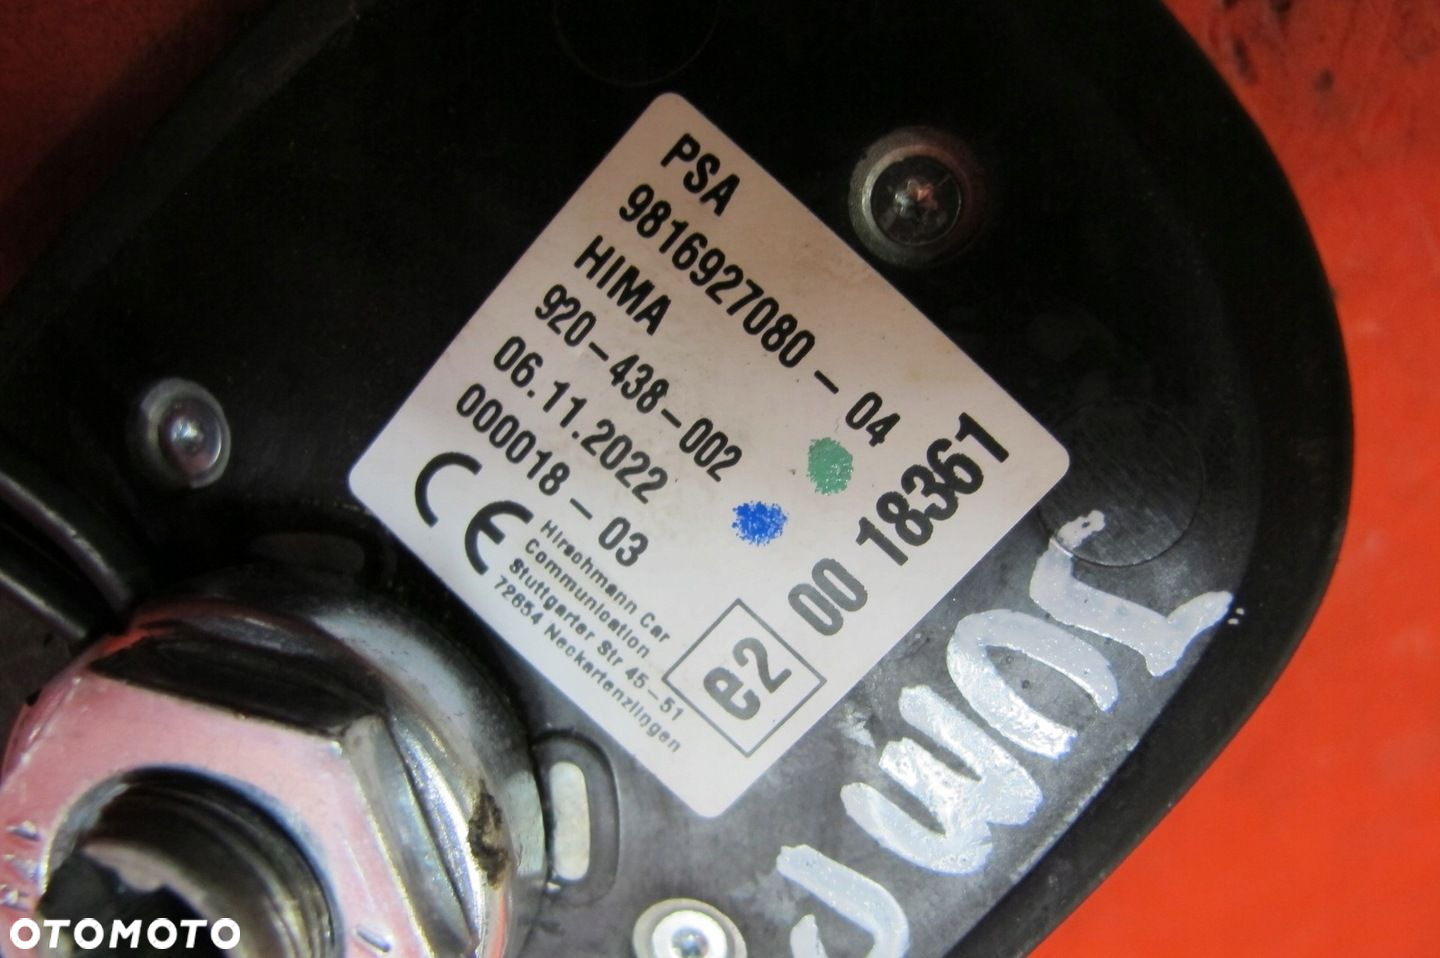 PSA
9816927080-04
HIMA
920-438-002
06.11.2022
000018-03
CE
Hirschmann Car
Communication
Stuttgarter Str 45-51
72654 Neckartenzlingen
e2
00 18361
OTOMOTO